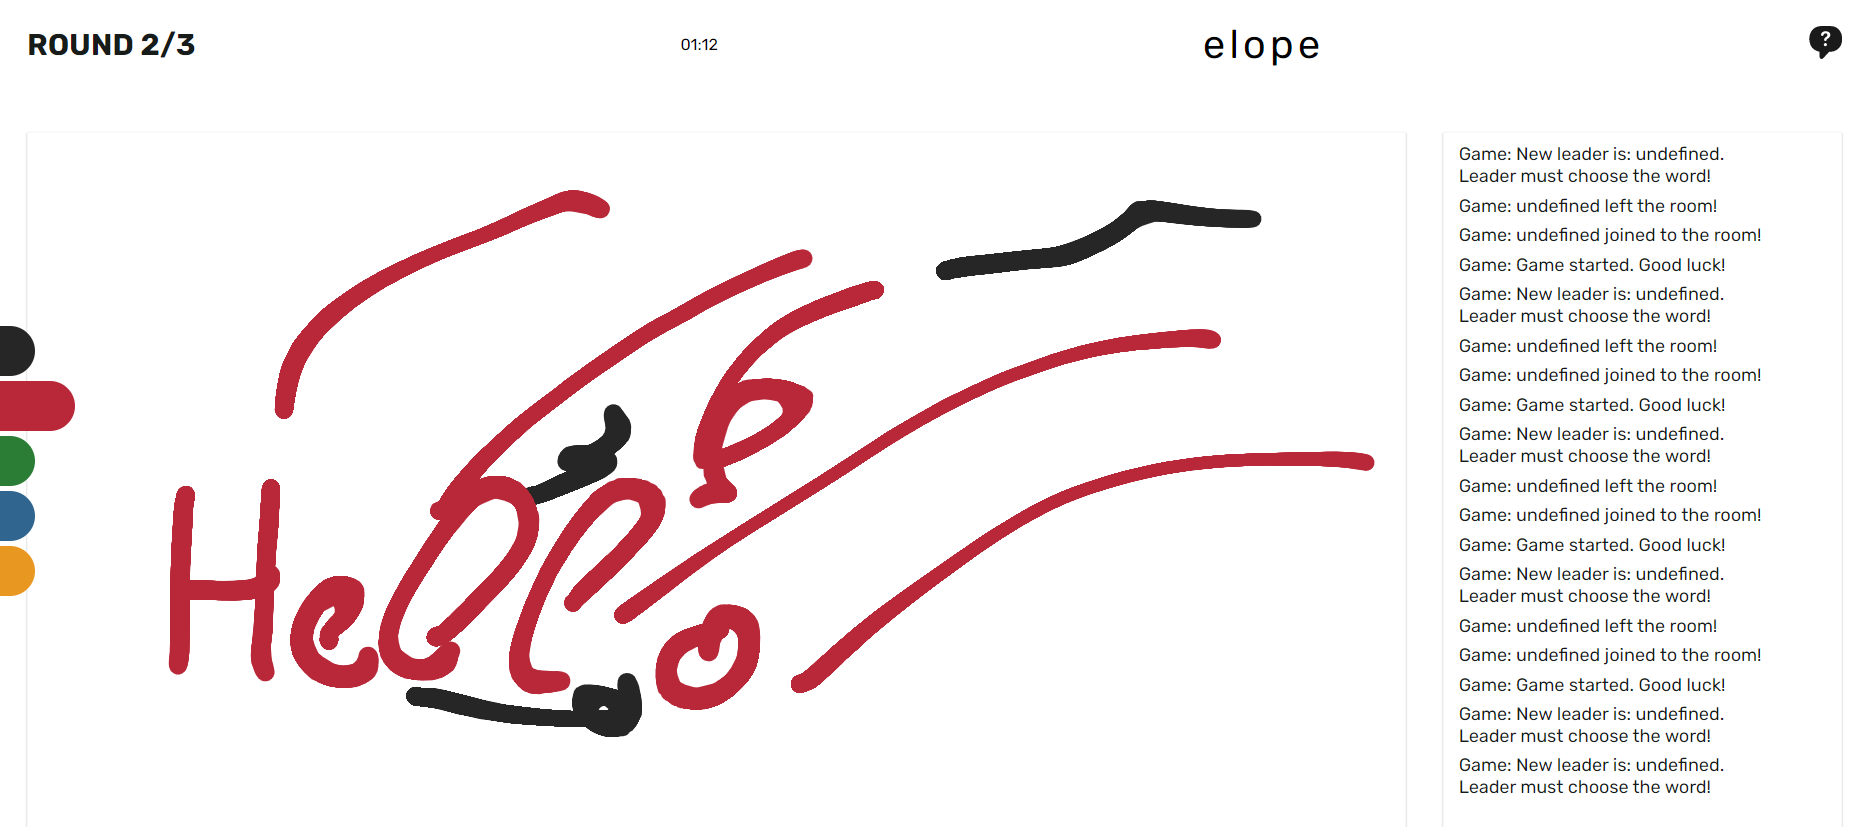 ROUND 2/3
01:12
elope
?
Hello
Game: New leader is: undefined.
Leader must choose the word!
Game: undefined left the room!
Game: undefined joined to the room!
Game: Game started. Good luck!
Game: New leader is: undefined.
Leader must choose the word!
Game: undefined left the room!
Game: undefined joined to the room!
Game: Game started. Good luck!
Game: New leader is: undefined.
Leader must choose the word!
Game: undefined left the room!
Game: undefined joined to the room!
Game: Game started. Good luck!
Game: New leader is: undefined.
Leader must choose the word!
Game: undefined left the room!
Game: undefined joined to the room!
Game: Game started. Good luck!
Game: New leader is: undefined.
Leader must choose the word!
Game: New leader is: undefined.
Leader must choose the word!